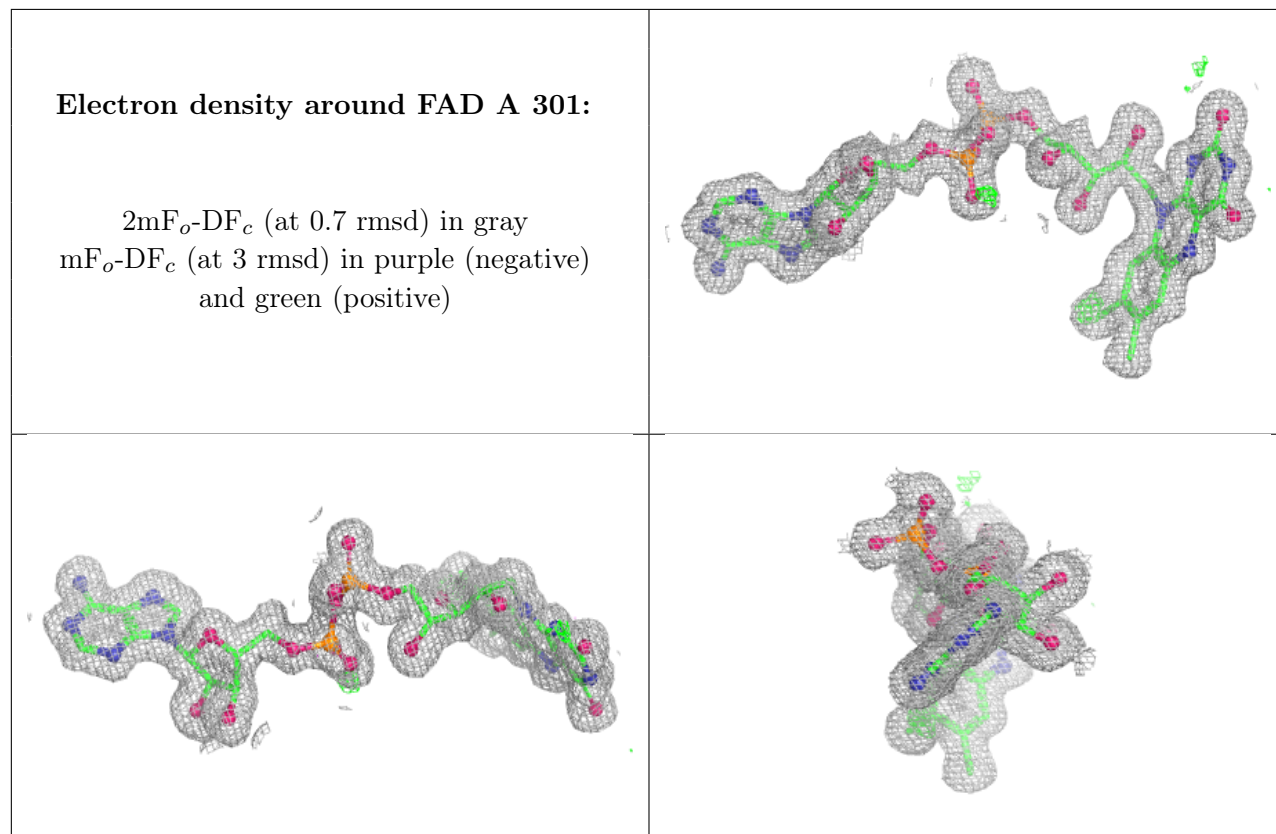 Electron density around FAD A 301:
2mFo-DFc (at 0.7 rmsd) in gray
mFo-DFc (at 3 rmsd) in purple (negative)
and green (positive)